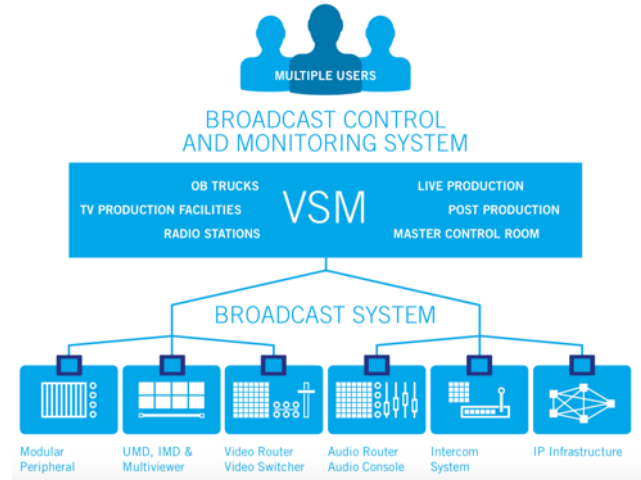 MULTIPLE USERS
BROADCAST CONTROL
AND MONITORING SYSTEM
OB TRUCKS
TV PRODUCTION FACILITIES
RADIO STATIONS
VSM
LIVE PRODUCTION
POST PRODUCTION
MASTER CONTROL ROOM
BROADCAST SYSTEM
Modular
Peripheral
UMD, IMD &
Multiviewer
Video Router
Video Switcher
Audio Router
Audio Console
Intercom
System
IP Infrastructure